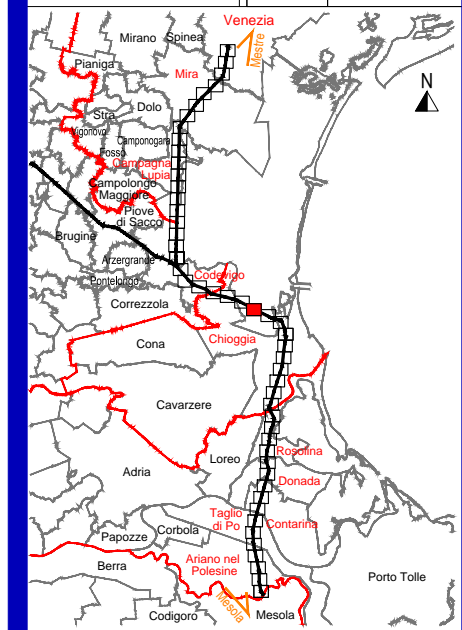 Venezia
Mirano
Spinea
Mestre
Pianiga
Mira
N
Dolo
Stra
Vigonovo
Camponogara
Fosso
Campagna
Lupia
Campolongo
Maggiore
Piove
di Sacco
Brugine
Arzergrande
Codevigo
Pontelongo
Correzzola
Chioggia
Cona
Cavarzere
Rosolina
Loreo
Adria
Donada
Taglio
di Po
Contarina
Corbola
Papozze
Ariano nel
Polesine
Berra
Porto Tolle
Mesola
Mesola
Codigoro